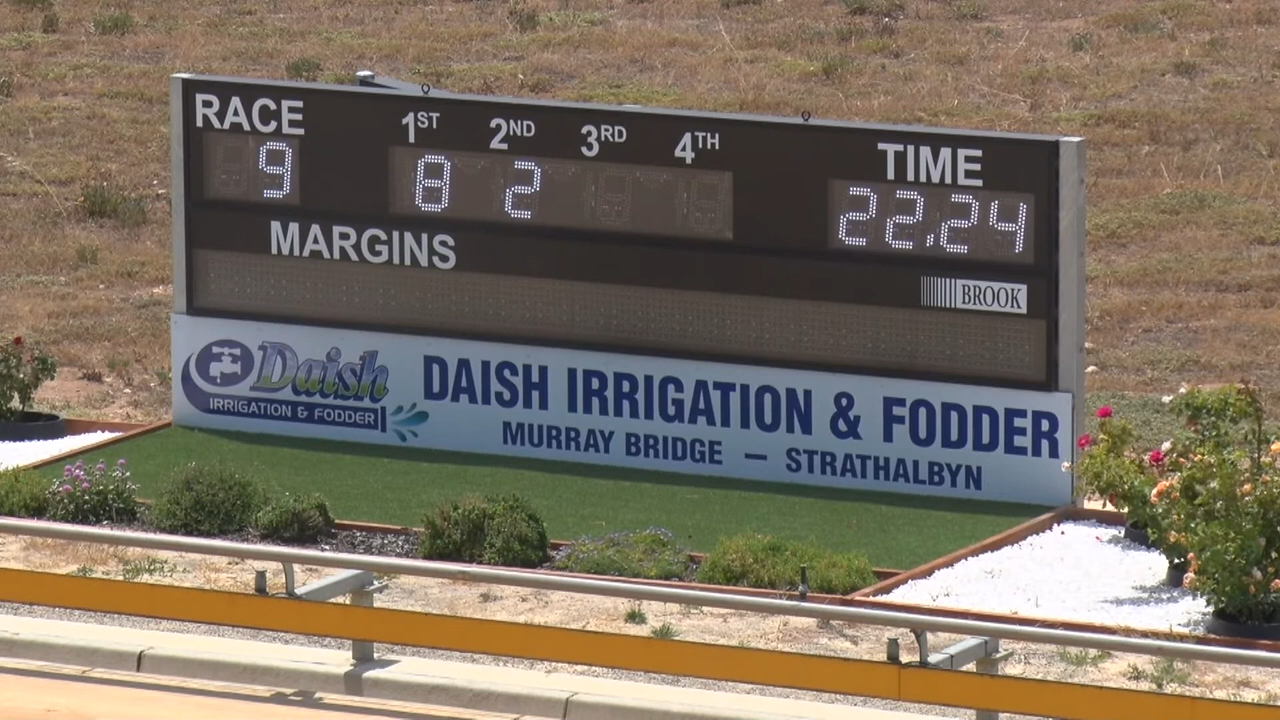 RACE 1ST 2ND 3RD 4TH TIME
9 8 2 22.24
MARGINS
BROOK
Daish
IRRIGATION & FODDER
DAISH IRRIGATION & FODDER
MURRAY BRIDGE — STRATHALBYN